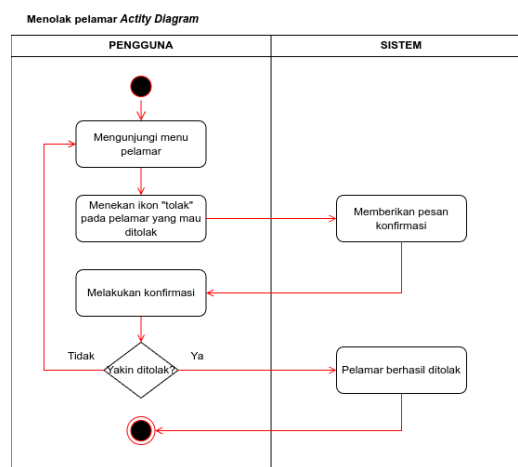 Menolak pelamar Actity Diagram
PENGGUNA
SISTEM
Mengunjungi menu
pelamar
Menekan ikon "tolak"
pada pelamar yang mau
ditolak
Memberikan pesan
konfirmasi
Melakukan konfirmasi
Tidak
Yakin ditolak?
Ya
Pelamar berhasil ditolak